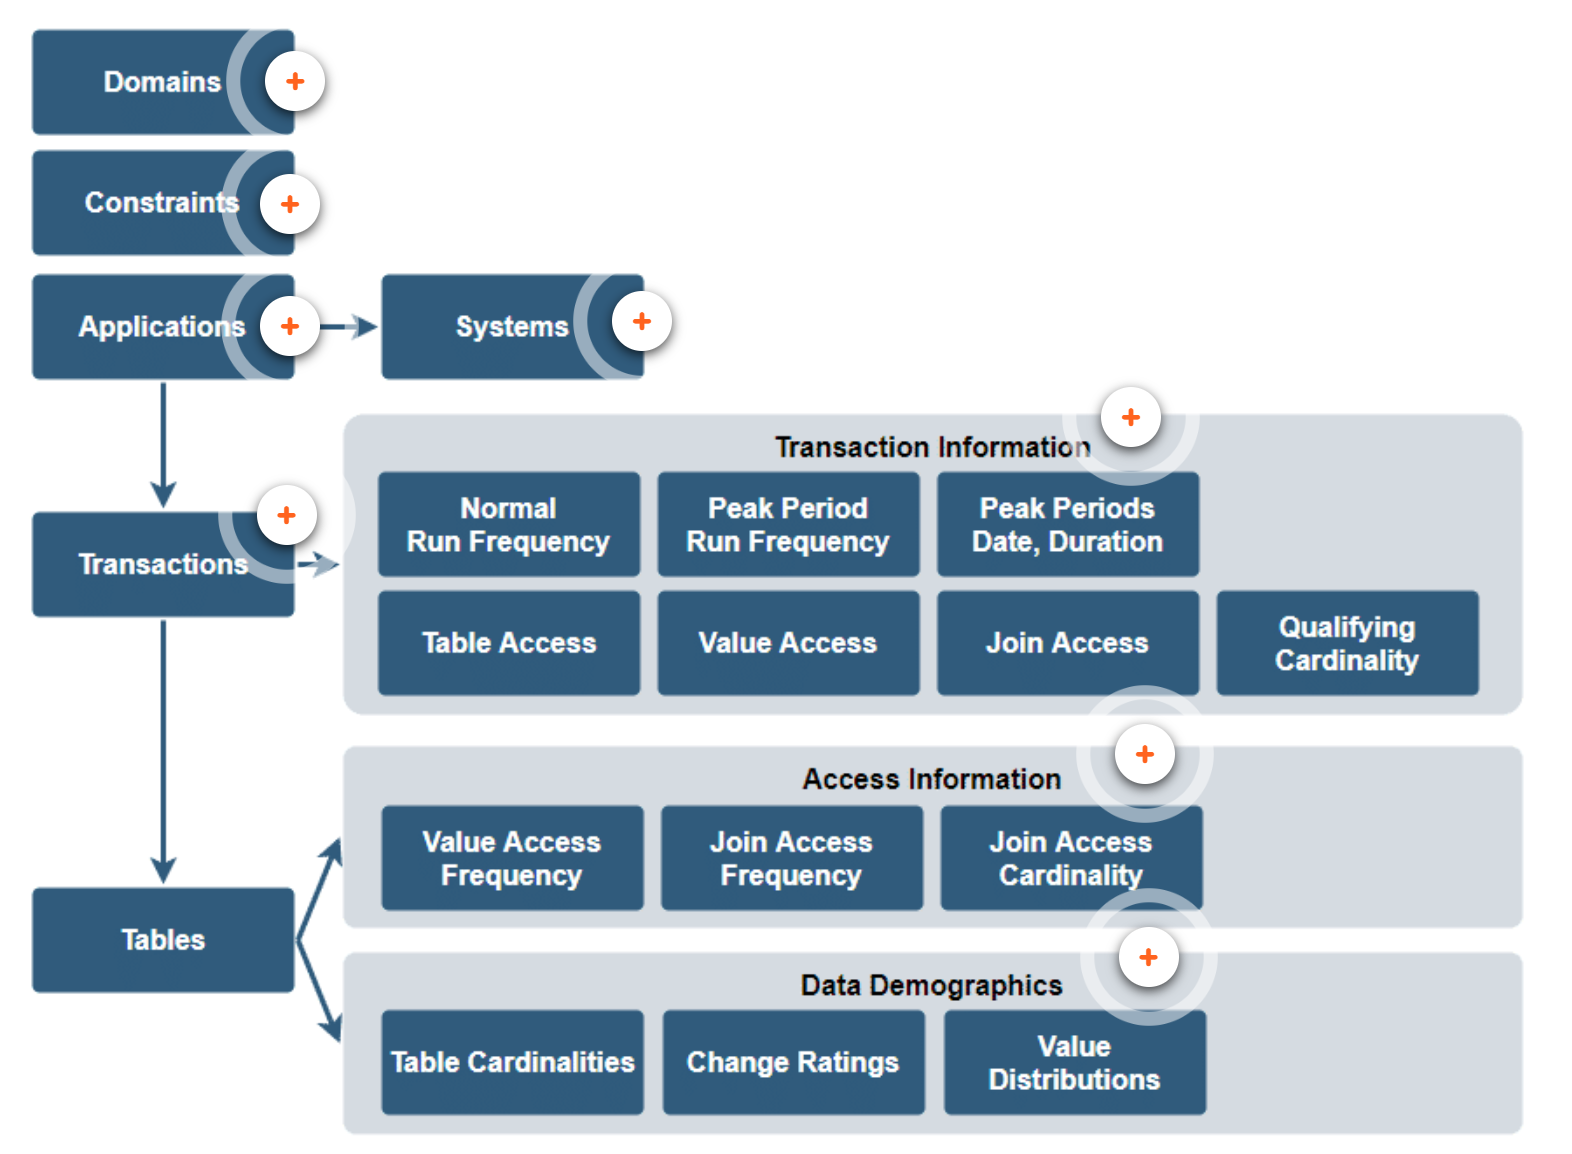 Domains
Constraints
Applications
Systems
Transaction Information
Normal
Run Frequency
Peak Period
Run Frequency
Peak Periods
Date, Duration
Transactions
Table Access
Value Access
Join Access
Qualifying
Cardinality
Access Information
Value Access
Frequency
Join Access
Frequency
Join Access
Cardinality
Tables
Data Demographics
Table Cardinalities
Change Ratings
Value
Distributions